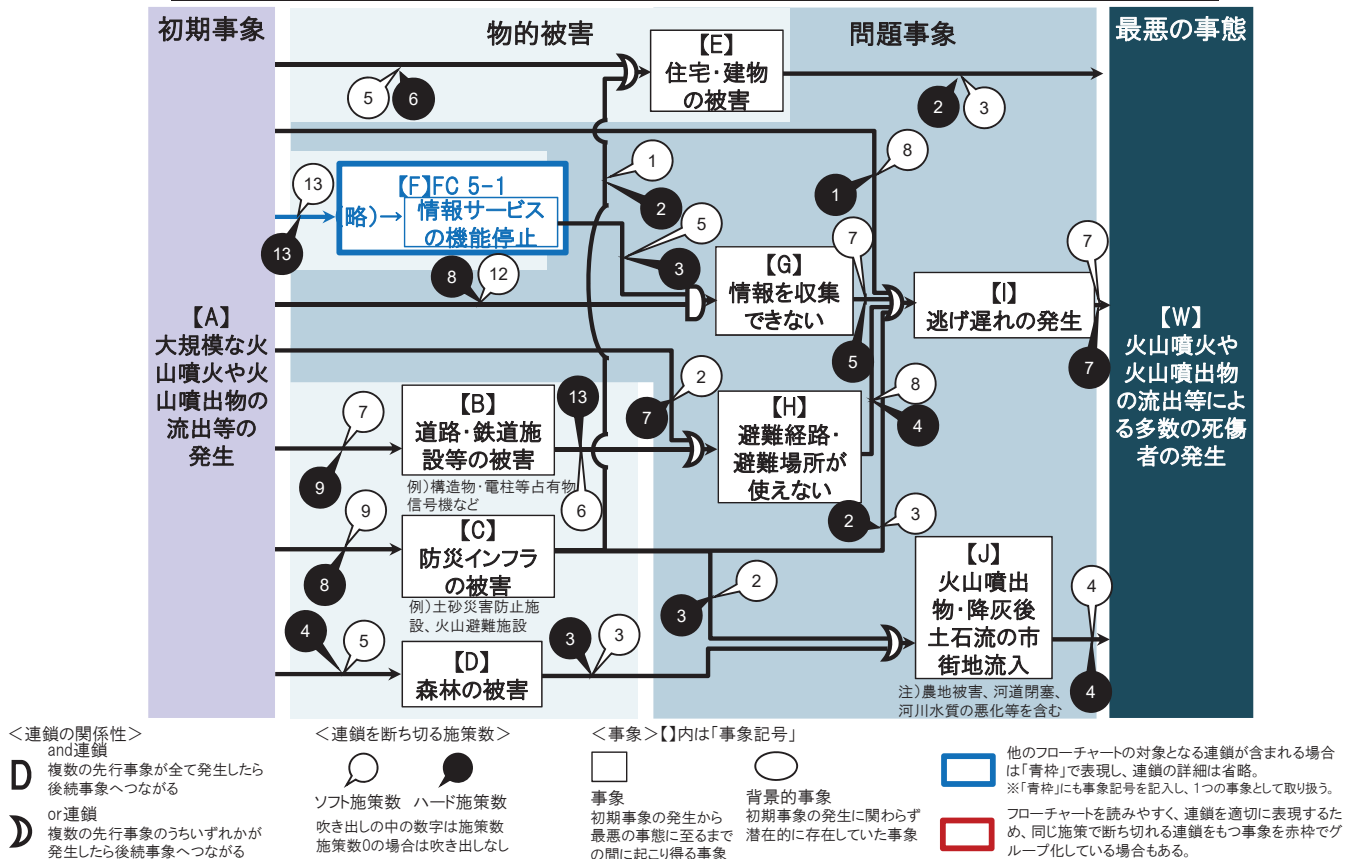 初期事象
物的被害
問題事象
最悪の事態
【E】
住宅・建物
の被害
5
6
2
3
1
2
8
1
13
13
【F】FC 5-1
(略)→
情報サービス
の機能停止
5
3
8
12
【G】
情報を収集
できない
7
5
【I】
逃げ遅れの発生
7
7
【A】
大規模な火
山噴火や火
山噴出物の
流出等の
発生
【W】
火山噴火や
火山噴出物
の流出等によ
る多数の死傷
者の発生
2
7
8
4
7
9
【B】
道路・鉄道施
設等の被害
例)構造物・電柱等占有物
信号機など
13
6
【H】
避難経路・
避難場所が
使えない
2
3
9
8
【C】
防災インフラ
の被害
例)土砂災害防止施
設、火山避難施設
2
3
【J】
火山噴出
物・降灰後
土石流の市
街地流入
注)農地被害、河道閉塞、
河川水質の悪化等を含む
4
4
4
5
【D】
森林の被害
3
3
<連鎖の関係性>
and連鎖
複数の先行事象が全て発生したら
後続事象へつながる
or連鎖
複数の先行事象のうちいずれかが
発生したら後続事象へつながる
<連鎖を断ち切る施策数>
ソフト施策数 ハード施策数
吹き出しの中の数字は施策数
施策数0の場合は吹き出しなし
<事象>【】内は「事象記号」
事象
初期事象の発生から
最悪の事態に至るまで
の間に起こり得る事象
背景的事象
初期事象の発生に関わらず
潜在的に存在していた事象
他のフローチャートの対象となる連鎖が含まれる場合
は「青枠」で表現し、連鎖の詳細は省略。
※「青枠」にも事象記号を記入し、1つの事象として取り扱う。
フローチャートを読みやすく、連鎖を適切に表現するた
め、同じ施策で断ち切れる連鎖をもつ事象を赤枠でグ
ループ化している場合もある。